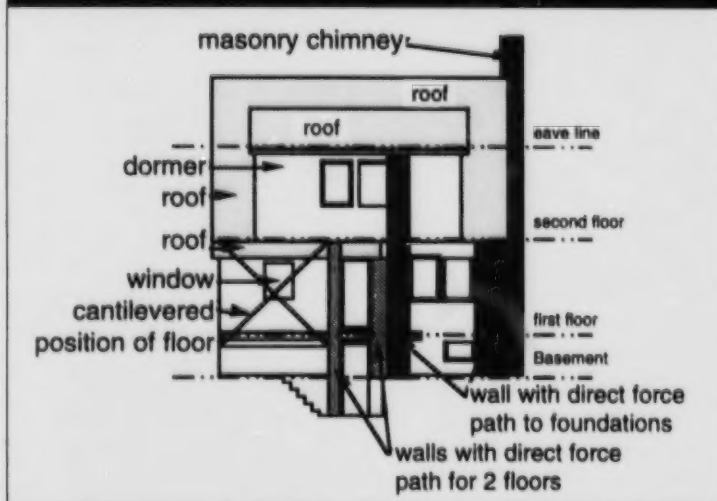 masonry chimney
roof
roof
eave line
dormer
roof
second floor
roof
window
cantilevered
first floor
position of floor
Basement
wall with direct force
path to foundations
walls with direct force
path for 2 floors